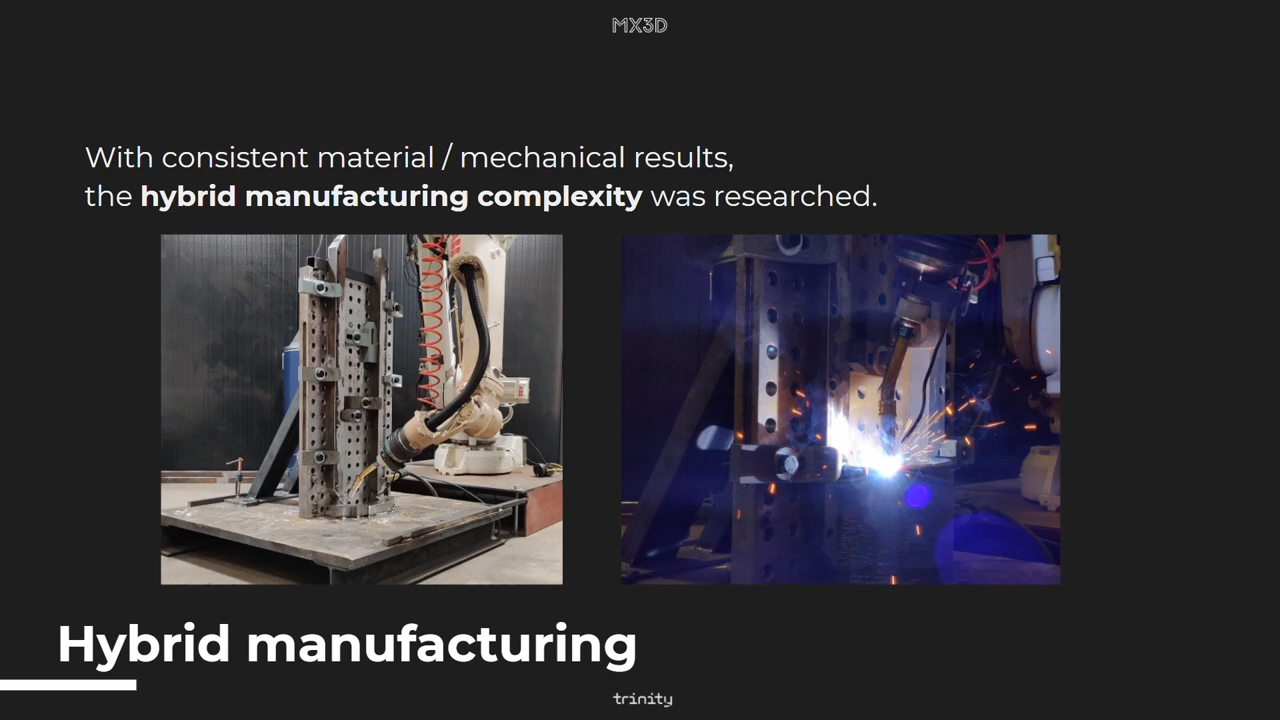 MX3D
With consistent material / mechanical results,
the hybrid manufacturing complexity was researched.
Hybrid manufacturing
trinity